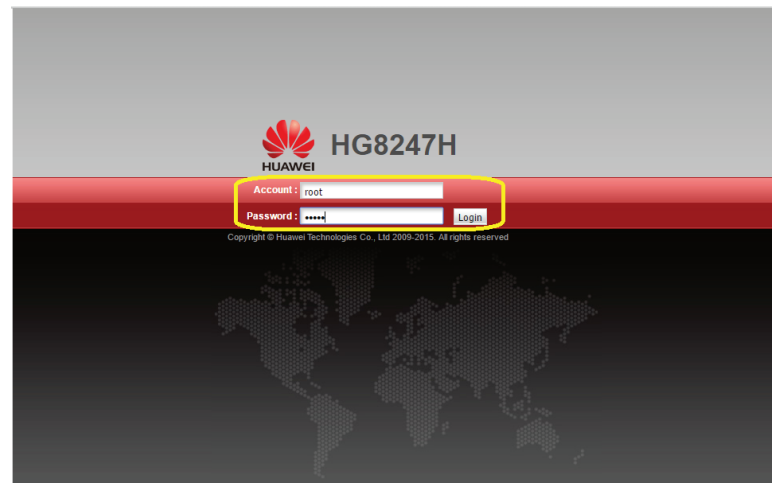 HG8247H
HUAWEI
Account : root
Password : •••••
Login
Copyright © Huawei Technologies Co., Ltd 2009-2015. All rights reserved